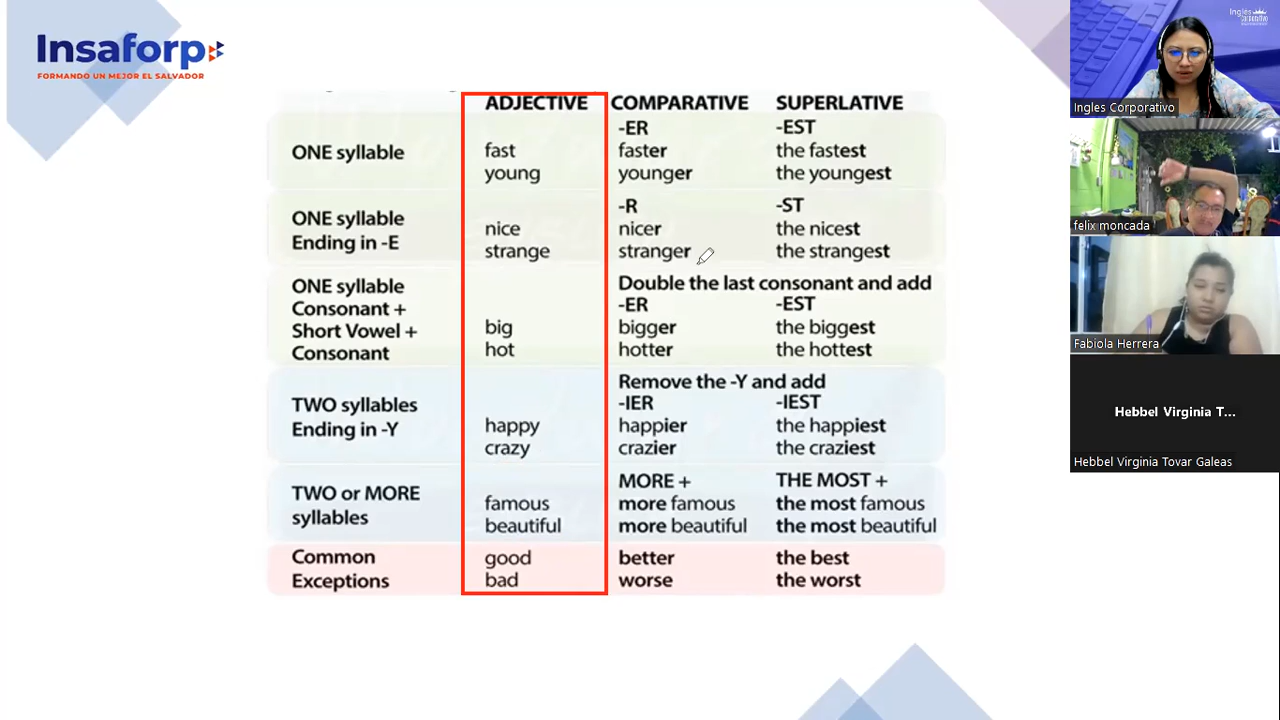 Insaforp
FORMANDO UN MEJOR EL SALVADOR
ADJECTIVE COMPARATIVE SUPERLATIVE
-ER -EST
ONE syllable fast faster the fastest
young younger the youngest
-R -ST
ONE syllable nice nicer the nicest
Ending in -E strange stranger the strangest
ONE syllable Double the last consonant and add
Consonant + -ER -EST
Short Vowel + big bigger the biggest
Consonant hot hotter the hottest
Remove the -Y and add
TWO syllables -IER -IEST
Ending in -Y happy happier the happiest
crazy crazier the craziest
TWO or MORE MORE + THE MOST +
syllables famous more famous the most famous
beautiful more beautiful the most beautiful
Common good better the best
Exceptions bad worse the worst
Ingles
Corporativo
Ingles Corporativo
felix moncada
Fabiola Herrera
Hebbel Virginia T...
Hebbel Virginia Tovar Galeas